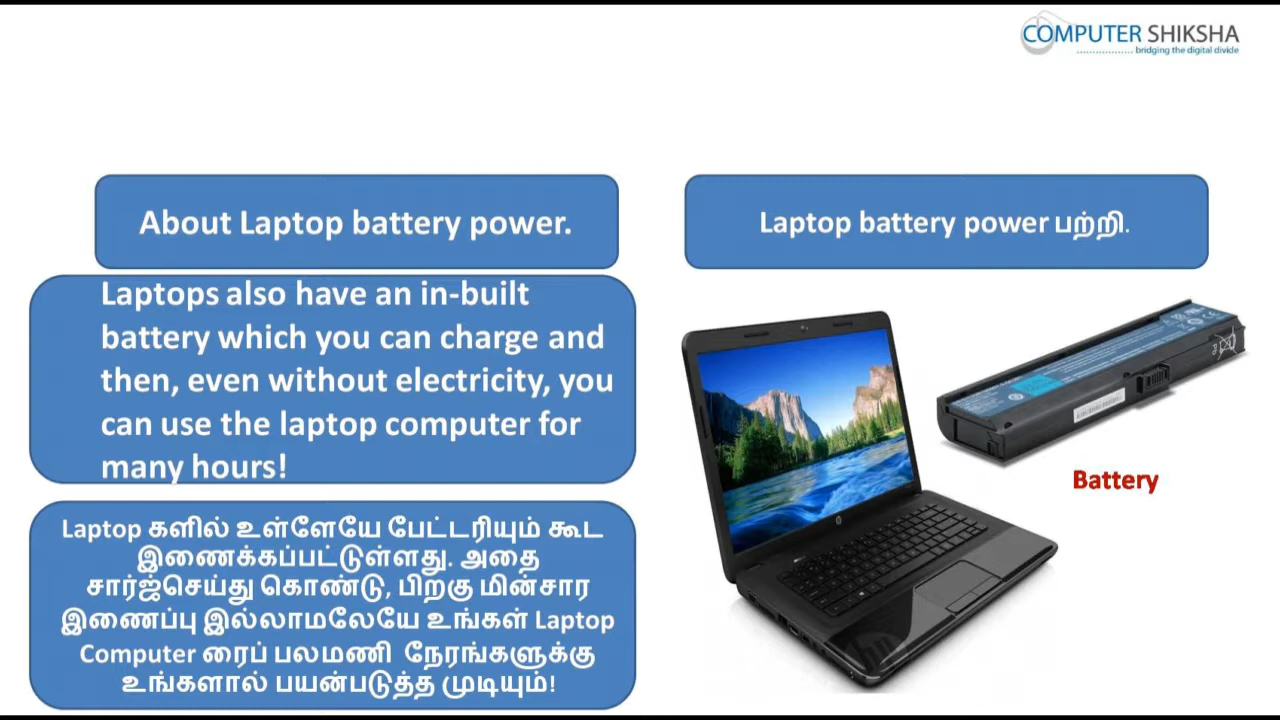 COMPUTER SHIKSHA
bridging the digital divide
About Laptop battery power.
Laptop battery power பற்றி.
Laptops also have an in-built
battery which you can charge and
then, even without electricity, you
can use the laptop computer for
many hours!
Laptop களில் உள்ளேயே பேட்டரியும் கூட
இணைக்கப்பட்டுள்ளது. அதை
சார்ஜ்செய்து கொண்டு, பிறகு மின்சார
இணைப்பு இல்லாமலேயே உங்கள் Laptop
Computer ரைப் பலமணி நேரங்களுக்கு
உங்களால் பயன்படுத்த முடியும்!
Battery